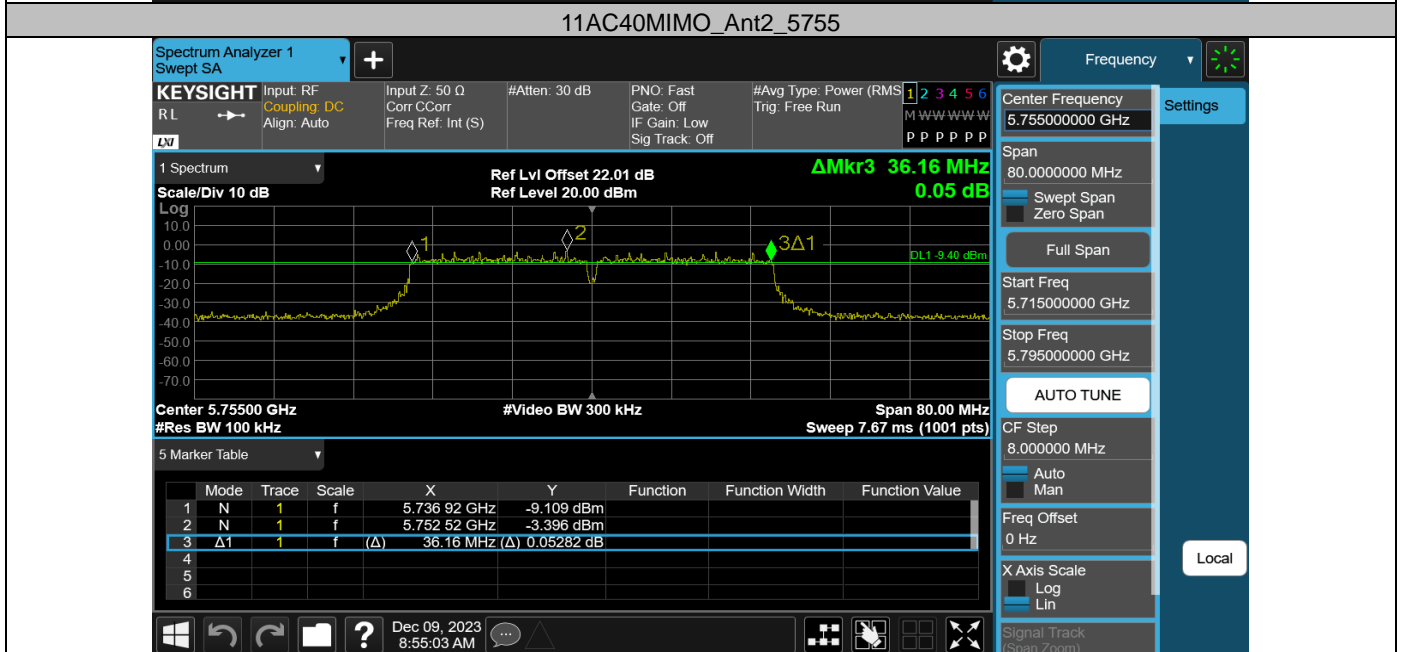 11AC40MIMO_Ant2_5755
Spectrum Analyzer 1
Swept SA
Frequency
KEYSIGHT
R L
LXI
Input: RF
Coupling: DC
Align: Auto
Input Z: 50 Ω
Corr CCorr
Freq Ref: Int (S)
#Atten: 30 dB
PNO: Fast
Gate: Off
IF Gain: Low
Sig Track: Off
#Avg Type: Power (RMS
Trig: Free Run
1 2 3 4 5 6
M W W W W W
P P P P P P
Center Frequency
5.755000000 GHz
Settings
Span
80.0000000 MHz
Swept Span
Zero Span
Full Span
Start Freq
5.715000000 GHz
Stop Freq
5.795000000 GHz
AUTO TUNE
CF Step
8.000000 MHz
Auto
Man
Freq Offset
0 Hz
X Axis Scale
Log
Lin
Signal Track
(Span Zoom)
Local
1 Spectrum
Scale/Div 10 dB
Ref Lvl Offset 22.01 dB
Ref Level 20.00 dBm
ΔMkr3 36.16 MHz
0.05 dB
Log
10.0
0.00
-10.0
-20.0
-30.0
-40.0
-50.0
-60.0
-70.0
1
2
3Δ1
DL1 -9.40 dBm
Center 5.75500 GHz
#Res BW 100 kHz
#Video BW 300 kHz
Span 80.00 MHz
Sweep 7.67 ms (1001 pts)
5 Marker Table
Mode Trace Scale X Y Function Function Width Function Value
1 N 1 f 5.736 92 GHz -9.109 dBm
2 N 1 f 5.752 52 GHz -3.396 dBm
3 Δ1 1 f (Δ) 36.16 MHz (Δ) 0.05282 dB
4
5
6
?
Dec 09, 2023
8:55:03 AM